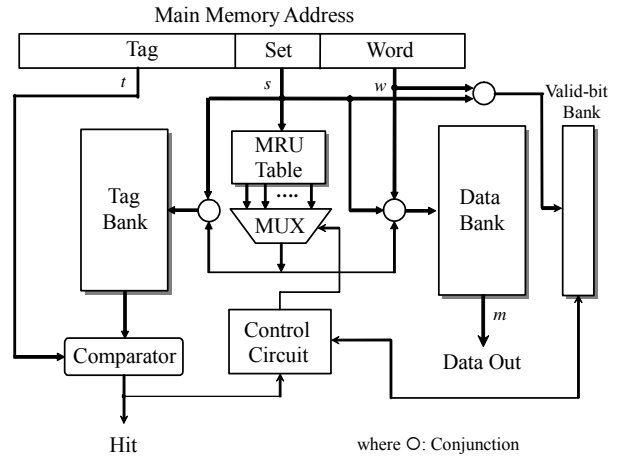 Main Memory Address
Tag
Set
Word
t
s
w
Valid-bit
Bank
MRU
Table
....
MUX
Tag
Bank
Data
Bank
Control
Circuit
Comparator
m
Data Out
Hit
where O: Conjunction